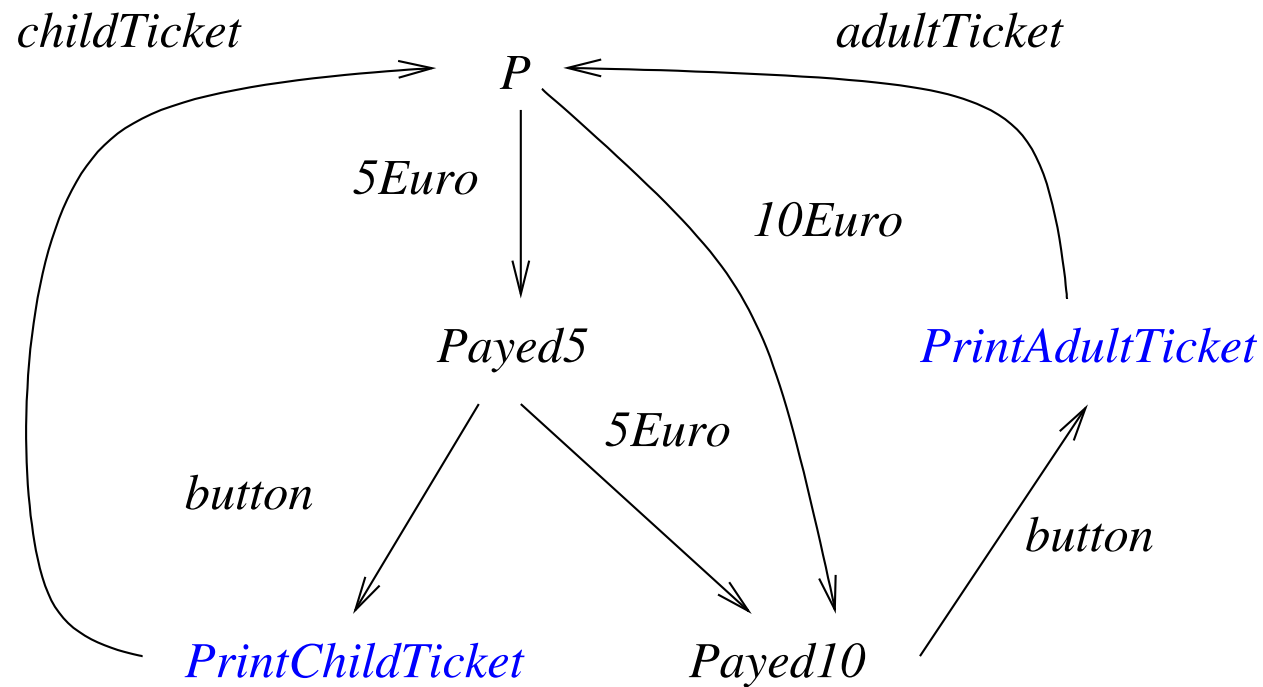 childTicket
adultTicket
P
5Euro
10Euro
Payed5
PrintAdultTicket
5Euro
button
button
PrintChildTicket
Payed10